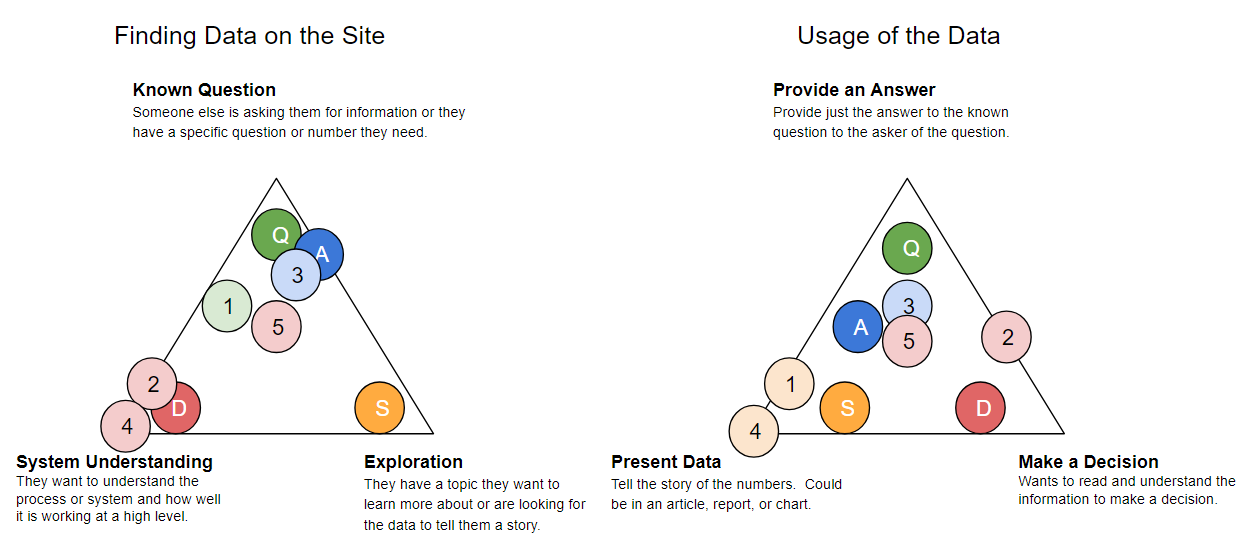 Finding Data on the Site
Known Question
Someone else is asking them for information or they
have a specific question or number they need.
Q
A
3
1
5
2
D
4
S
System Understanding
They want to understand the
process or system and how well
it is working at a high level.
Exploration
They have a topic they want to
learn more about or are looking for
the data to tell them a story.
Usage of the Data
Provide an Answer
Provide just the answer to the known
question to the asker of the question.
Q
3
A
5
2
1
S
D
4
Present Data
Tell the story of the numbers.  Could
be in an article, report, or chart.
Make a Decision
Wants to read and understand the
information to make a decision.